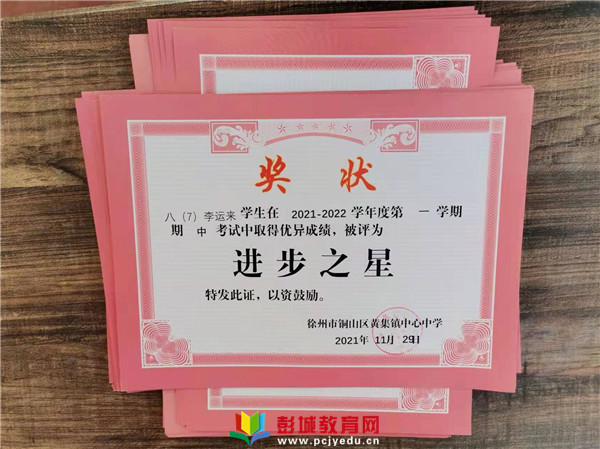 奖状
八（7）李运来 学生在 2021-2022 学年度第 一 学期
期 中 考试中取得优异成绩，被评为
进步之星
特发此证，以资鼓励。
徐州市铜山区黄集镇中心中学
2021年 11月 29日
彭城教育网
www.pcjyedu.cn